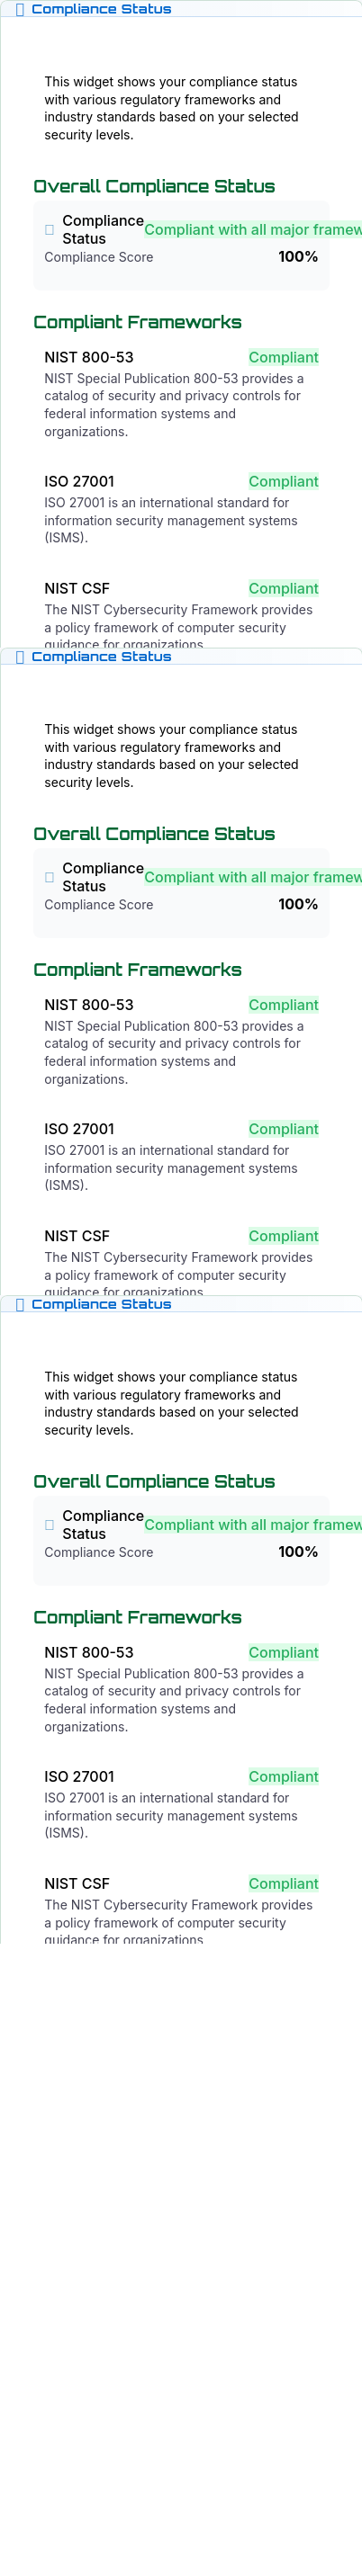 Compliance Status
This widget shows your compliance status
with various regulatory frameworks and
industry standards based on your selected
security levels.
Overall Compliance Status
Compliance
Status
Compliant with all major framew
Compliance Score 100%
Compliant Frameworks
NIST 800-53 Compliant
NIST Special Publication 800-53 provides a
catalog of security and privacy controls for
federal information systems and
organizations.
ISO 27001 Compliant
ISO 27001 is an international standard for
information security management systems
(ISMS).
NIST CSF Compliant
The NIST Cybersecurity Framework provides
a policy framework of computer security
guidance for organizations
Compliance Status
This widget shows your compliance status
with various regulatory frameworks and
industry standards based on your selected
security levels.
Overall Compliance Status
Compliance
Status
Compliant with all major framew
Compliance Score 100%
Compliant Frameworks
NIST 800-53 Compliant
NIST Special Publication 800-53 provides a
catalog of security and privacy controls for
federal information systems and
organizations.
ISO 27001 Compliant
ISO 27001 is an international standard for
information security management systems
(ISMS).
NIST CSF Compliant
The NIST Cybersecurity Framework provides
a policy framework of computer security
guidance for organizations
Compliance Status
This widget shows your compliance status
with various regulatory frameworks and
industry standards based on your selected
security levels.
Overall Compliance Status
Compliance
Status
Compliant with all major framew
Compliance Score 100%
Compliant Frameworks
NIST 800-53 Compliant
NIST Special Publication 800-53 provides a
catalog of security and privacy controls for
federal information systems and
organizations.
ISO 27001 Compliant
ISO 27001 is an international standard for
information security management systems
(ISMS).
NIST CSF Compliant
The NIST Cybersecurity Framework provides
a policy framework of computer security
guidance for organizations